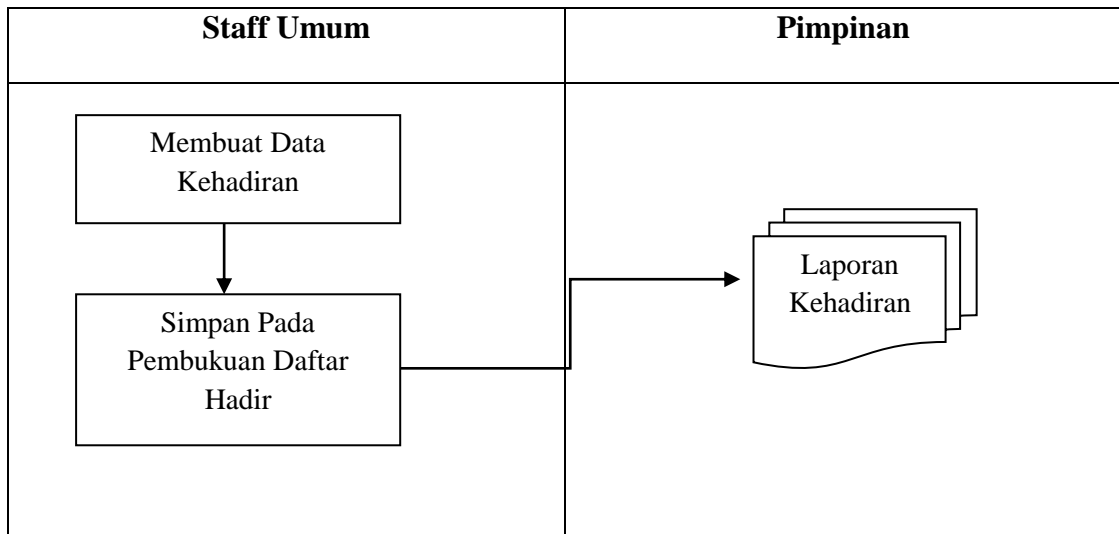 Staff Umum
Pimpinan
Membuat Data
Kehadiran
Simpan Pada
Pembukuan Daftar
Hadir
Laporan
Kehadiran